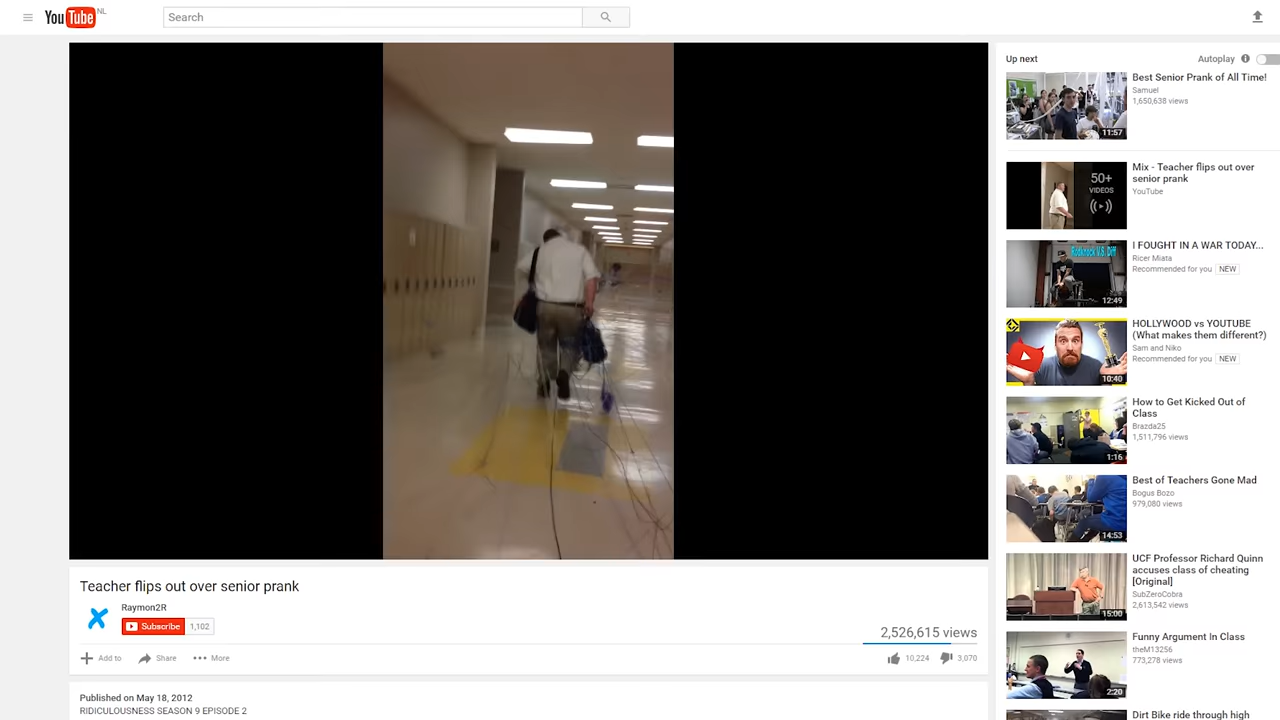 YouTube NL
Search
Teacher flips out over senior prank
Raymon2R
Subscribe 1,102
2,526,615 views
Add to Share More
10,224 3,070
Published on May 18, 2012
RIDICULOUSNESS SEASON 9 EPISODE 2
Up next
Autoplay
11:57
Best Senior Prank of All Time!
Samuel
1,650,638 views
50+
VIDEOS
Mix - Teacher flips out over
senior prank
YouTube
12:49
I FOUGHT IN A WAR TODAY...
Ricer Miata
Recommended for you NEW
10:40
HOLLYWOOD vs YOUTUBE
(What makes them different?)
Sam and Niko
Recommended for you NEW
1:16
How to Get Kicked Out of
Class
Brazda25
1,511,796 views
14:53
Best of Teachers Gone Mad
Bogus Bozo
979,080 views
15:00
UCF Professor Richard Quinn
accuses class of cheating
[Original]
SubZeroCobra
2,613,542 views
2:20
Funny Argument In Class
theM13256
773,278 views
Dirt Bike ride through high